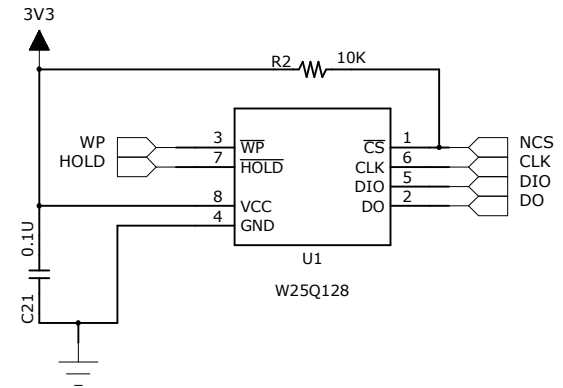 3V3
R2 10K
WP 3 WP CS 1 NCS
HOLD 7 HOLD CLK 6 CLK
DIO 5 DIO
8 VCC DO 2 DO
4 GND
0.1U
C21
U1
W25Q128